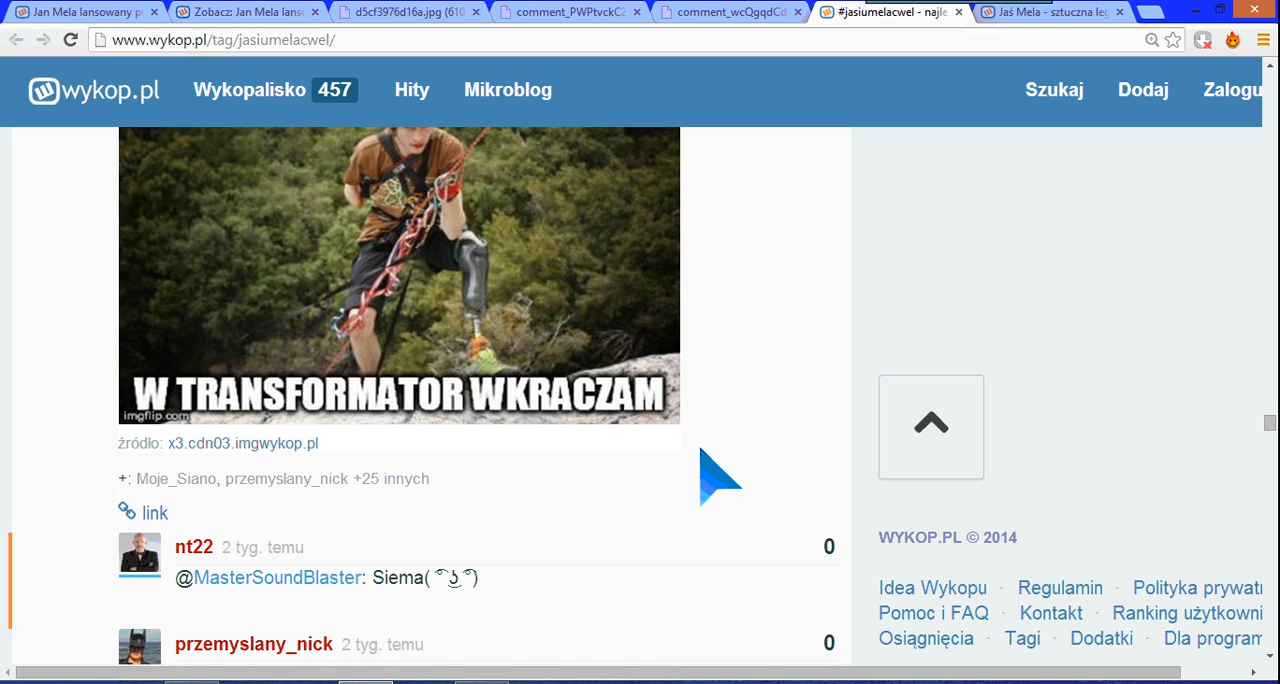 Jan Mela lansowany p
Zobacz: Jan Mela lans
d5cf3976d16a.jpg (610
comment_PWPtvckC2
comment_wcQgqdCd
#jasiumelacwel - najle
Jaś Mela - sztuczna leg
www.wykop.pl/tag/jasiumelacwel/
wykop.pl
Wykopalisko 457
Hity
Mikroblog
Szukaj
Dodaj
Zalogu
W TRANSFORMATOR WKRACZAM
imgflip.com
źródło: x3.cdn03.imgwykop.pl
+: Moje_Siano, przemyslany_nick +25 innych
link
nt22 2 tyg. temu 0
@MasterSoundBlaster: Siema( ͡° ͜ʖ ͡°)
przemyslany_nick 2 tyg. temu 0
WYKOP.PL © 2014
Idea Wykopu · Regulamin · Polityka prywatı
Pomoc i FAQ · Kontakt · Ranking użytkowni
Osiągnięcia · Tagi · Dodatki · Dla program